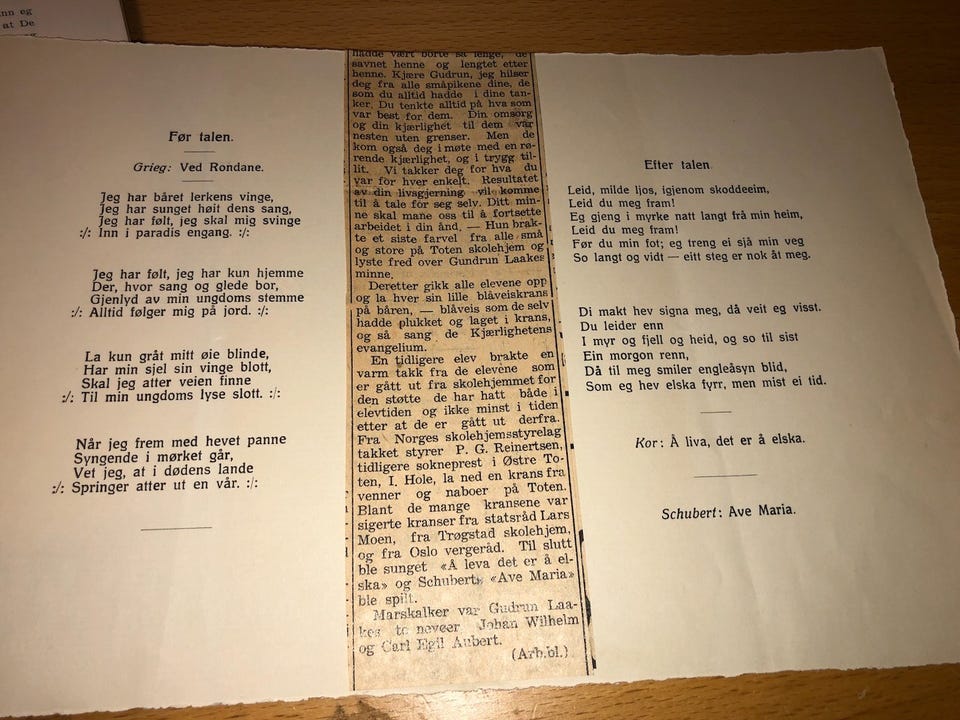 nn eg
at De
Før talen.
Grieg: Ved Rondane.
Jeg har båret lerkens vinge,
Jeg har sunget høit dens sang,
Jeg har følt, jeg skal mig svinge
:/: Inn i paradis engang. :/:
Jeg har følt, jeg har kun hjemme
Der, hvor sang og glede bor,
Gjenlyd av min ungdoms stemme
:/: Alltid følger mig på jord. :/:
La kun gråt mitt øie blinde,
Har min sjel sin vinge blott,
Skal jeg atter veien finne
:/: Til min ungdoms lyse slott. :/:
Når jeg frem med hevet panne
Syngende i mørket går,
Vet jeg, at i dødens lande
:/: Springer atter ut en vår. :/:
hadde vært borte så lenge, de
savnet henne og lengtet etter
henne. Kjære Gudrun, jeg hilser
deg fra alle småpikene dine, de
som du alltid hadde i dine tan-
ker. Du tenkte alltid på hva som
var best for dem. Din omsorg
og din kjærlighet til dem var
nesten uten grenser. Men de
kom også deg i møte med en rø-
rende kjærlighet, og i trygg til-
lit. Vi takker deg for hva du
var for hver enkelt. Resultatet
av din livsgjerning vil komme
til å tale for seg selv. Ditt min-
ne skal mane oss til å fortsette
arbeidet i din ånd. — Hun brak-
te et siste farvel fra alle små
og store på Toten skolehjem og
lyste fred over Gundrun Laakes
minne.
Deretter gikk alle elevene opp
og la hver sin lille blåveiskrans
på båren, — blåveis som de selv
hadde plukket og laget i krans,
og så sang de Kjærlighetens
evangelium.
En tidligere elev brakte en
varm takk fra de elevene som
er gått ut fra skolehjemmet for
den støtte de har hatt både i
elevtiden og ikke minst i tiden
etter at de er gått ut derfra.
Fra Norges skolehjemsstyrelag
takket styrer P. G. Reinertsen,
tidligere sokneprest i Østre To-
ten, I. Hole, la ned en krans fra
venner og naboer på Toten.
Blant de mange kransene var
sigerte kranser fra statsråd Lars
Moen, fra Trøgstad skolehjem,
og fra Oslo vergeråd. Til slutt
ble sunget «Å leva det er å el-
ska» og Schuberts «Ave Maria»
ble spilt.
Marskalker var Gudrun Laa-
kes to nevøer Johan Wilhelm
og Carl Egil Aubert.
(Arb.bl.)
Efter talen.
Leid, milde ljos, igjenom skoddeeim,
Leid du meg fram!
Eg gjeng i myrke natt langt frå min heim,
Leid du meg fram!
Før du min fot; eg treng ei sjå min veg
So langt og vidt — eitt steg er nok åt meg.
Di makt hev signa meg, då veit eg visst.
Du leider enn
I myr og fjell og heid, og so til sist
Ein morgon renn,
Då til meg smiler engleåsyn blid,
Som eg hev elska fyrr, men mist ei tid.
Kor: Å liva, det er å elska.
Schubert: Ave Maria.